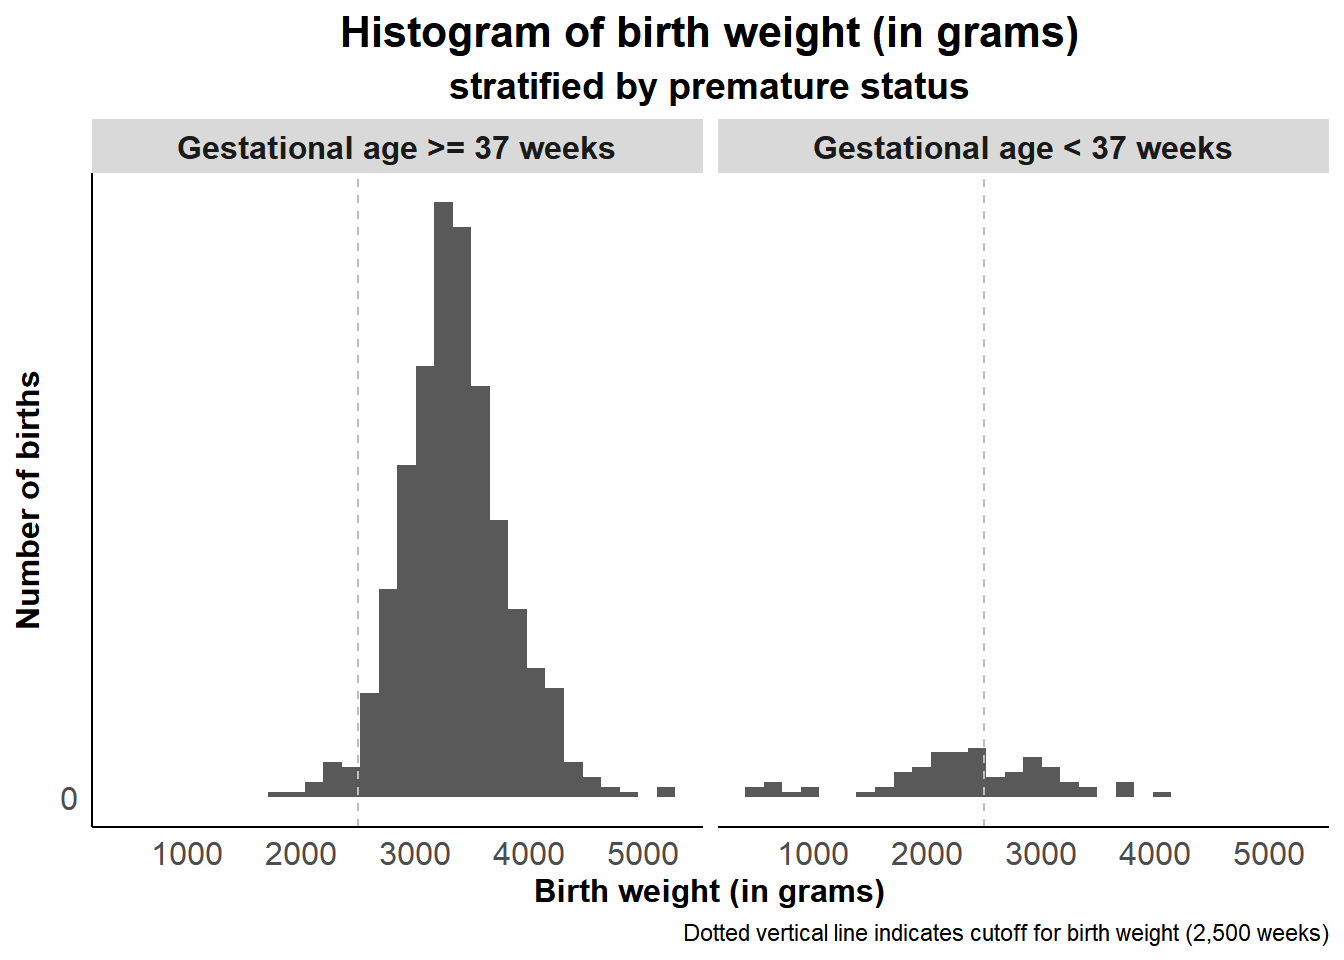 Histogram of birth weight (in grams)
stratified by premature status
Gestational age >= 37 weeks
Gestational age < 37 weeks
Number of births
0
1000 2000 3000 4000 5000
1000 2000 3000 4000 5000
Birth weight (in grams)
Dotted vertical line indicates cutoff for birth weight (2,500 weeks)